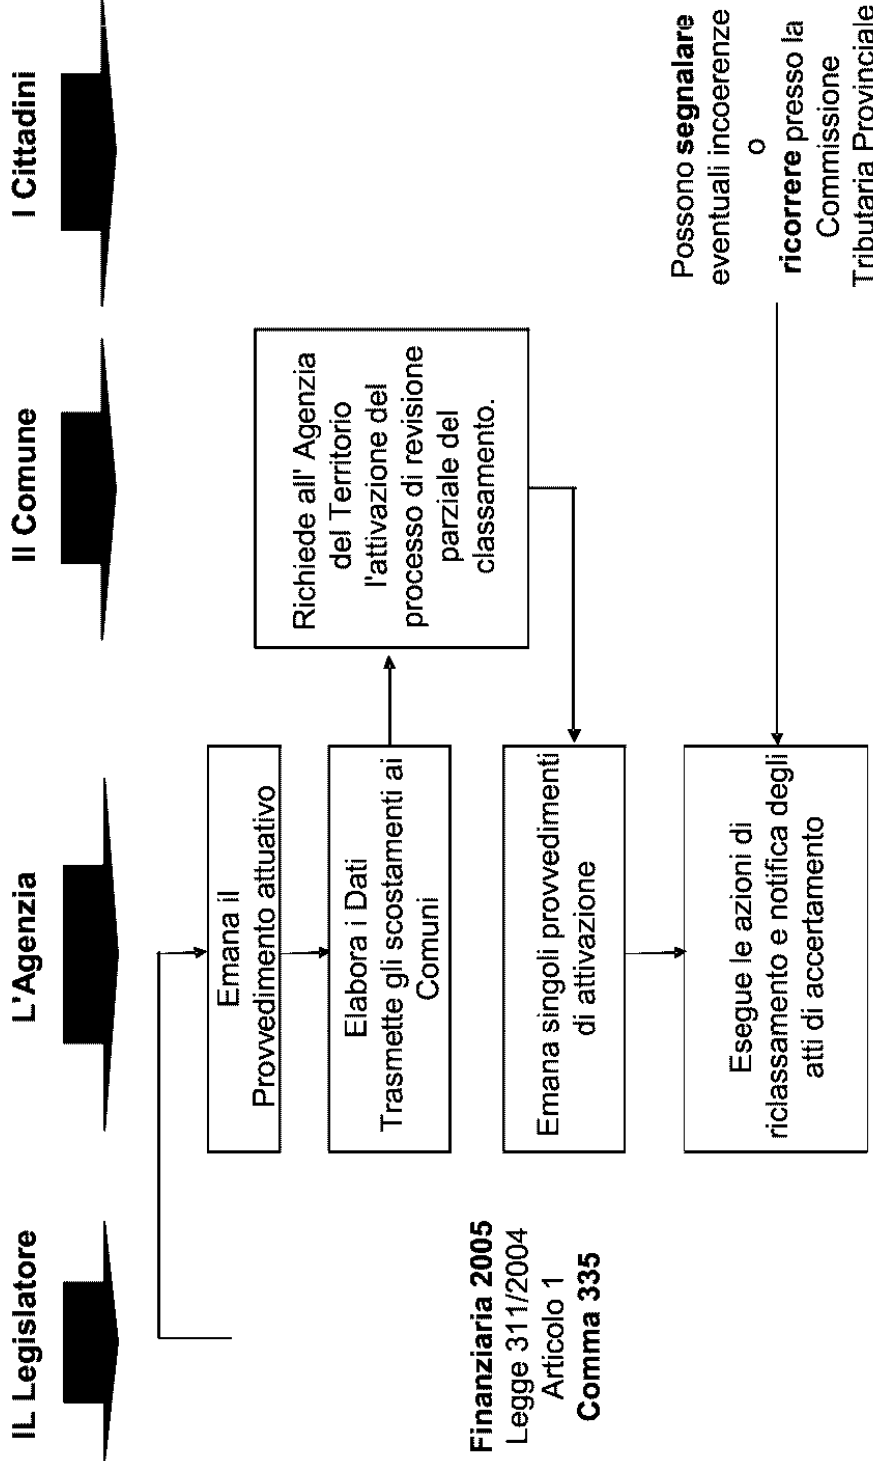 IL Legislatore
L'Agenzia
Il Comune
I Cittadini
Finanziaria 2005
Legge 311/2004
Articolo 1
Comma 335
Emana il
Provvedimento attuativo
Elabora i Dati
Trasmette gli scostamenti ai
Comuni
Richiede all' Agenzia
del Territorio
l'attivazione del
processo di revisione
parziale del
classamento.
Emana singoli provvedimenti
di attivazione
Esegue le azioni di
riclassamento e notifica degli
atti di accertamento
Possono segnalare
eventuali incoerenze
o
ricorrere presso la
Commissione
Tributaria Provinciale